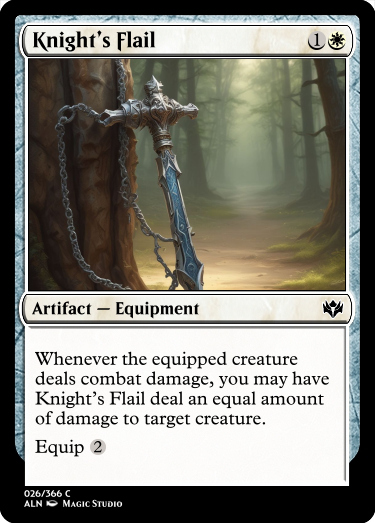 Knight's Flail 1
Artifact — Equipment
Whenever the equipped creature
deals combat damage, you may have
Knight's Flail deal an equal amount
of damage to target creature.
Equip 2
026/366 C
ALN Magic Studio